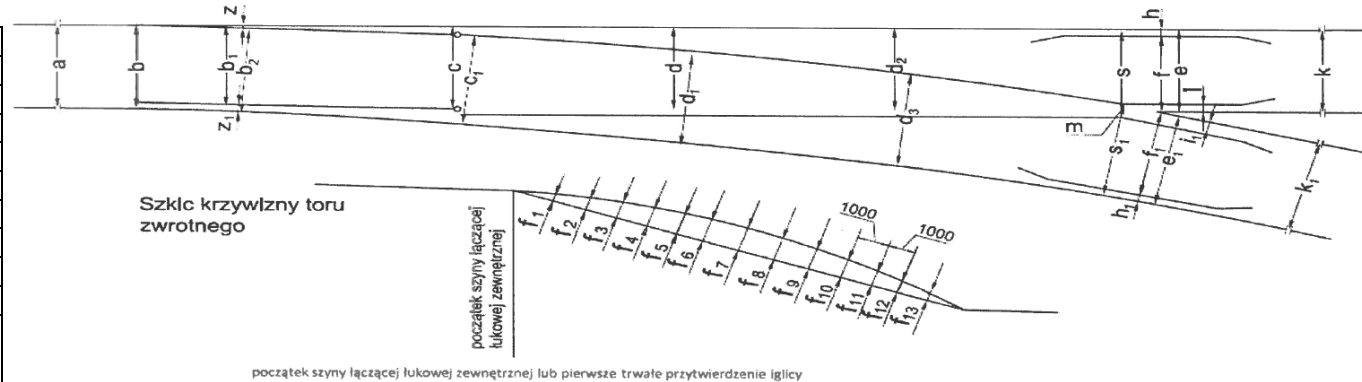 z
h
a
b
b₁
b₂
c
c₁
d
d₁
d₂
d₃
s
f
e
k
z₁
m
l
i₁
s₁
f₁
e₁
h₁
k₁
Szkic krzywizny toru
zwrotnego
początek szyny łączącej
łukowej zewnętrznej
f₁
f₂
f₃
f₄
f₅
f₆
f₇
f₈
f₉
f₁₀
f₁₁
f₁₂
f₁₃
1000
1000
początek szyny łączącej łukowej zewnętrznej lub pierwsze trwałe przytwierdzenie iglicy